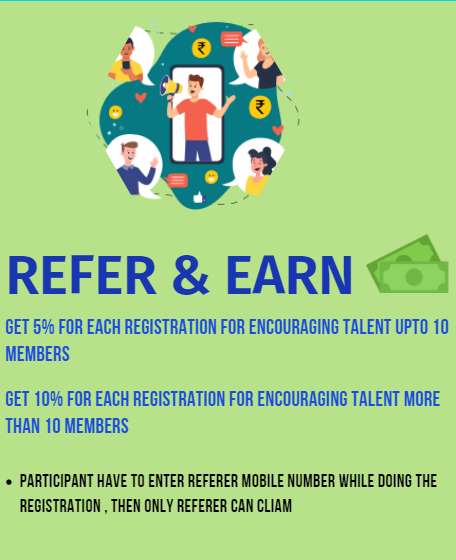 ₹
₹
REFER & EARN
GET 5% FOR EACH REGISTRATION FOR ENCOURAGING TALENT UPTO 10
MEMBERS
GET 10% FOR EACH REGISTRATION FOR ENCOURAGING TALENT MORE
THAN 10 MEMBERS
• PARTICIPANT HAVE TO ENTER REFERER MOBILE NUMBER WHILE DOING THE
REGISTRATION , THEN ONLY REFERER CAN CLIAM